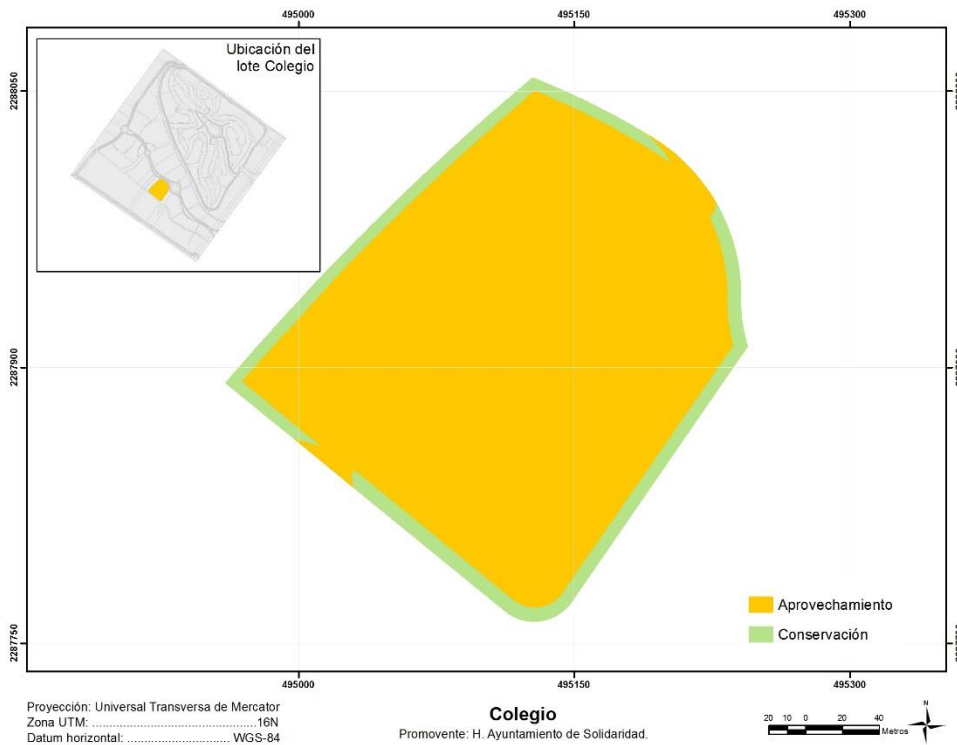 495000 495150 495300
Ubicación del
lote Colegio
2288050
2287900
2287750
Aprovechamiento
Conservación
495000 495150 495300
Proyección: Universal Transversa de Mercator
Zona UTM: ................................................16N
Datum horizontal: .............................. WGS-84
Colegio
Promovente: H. Ayuntamiento de Solidaridad.
20 10 0 20 40
Metros
N